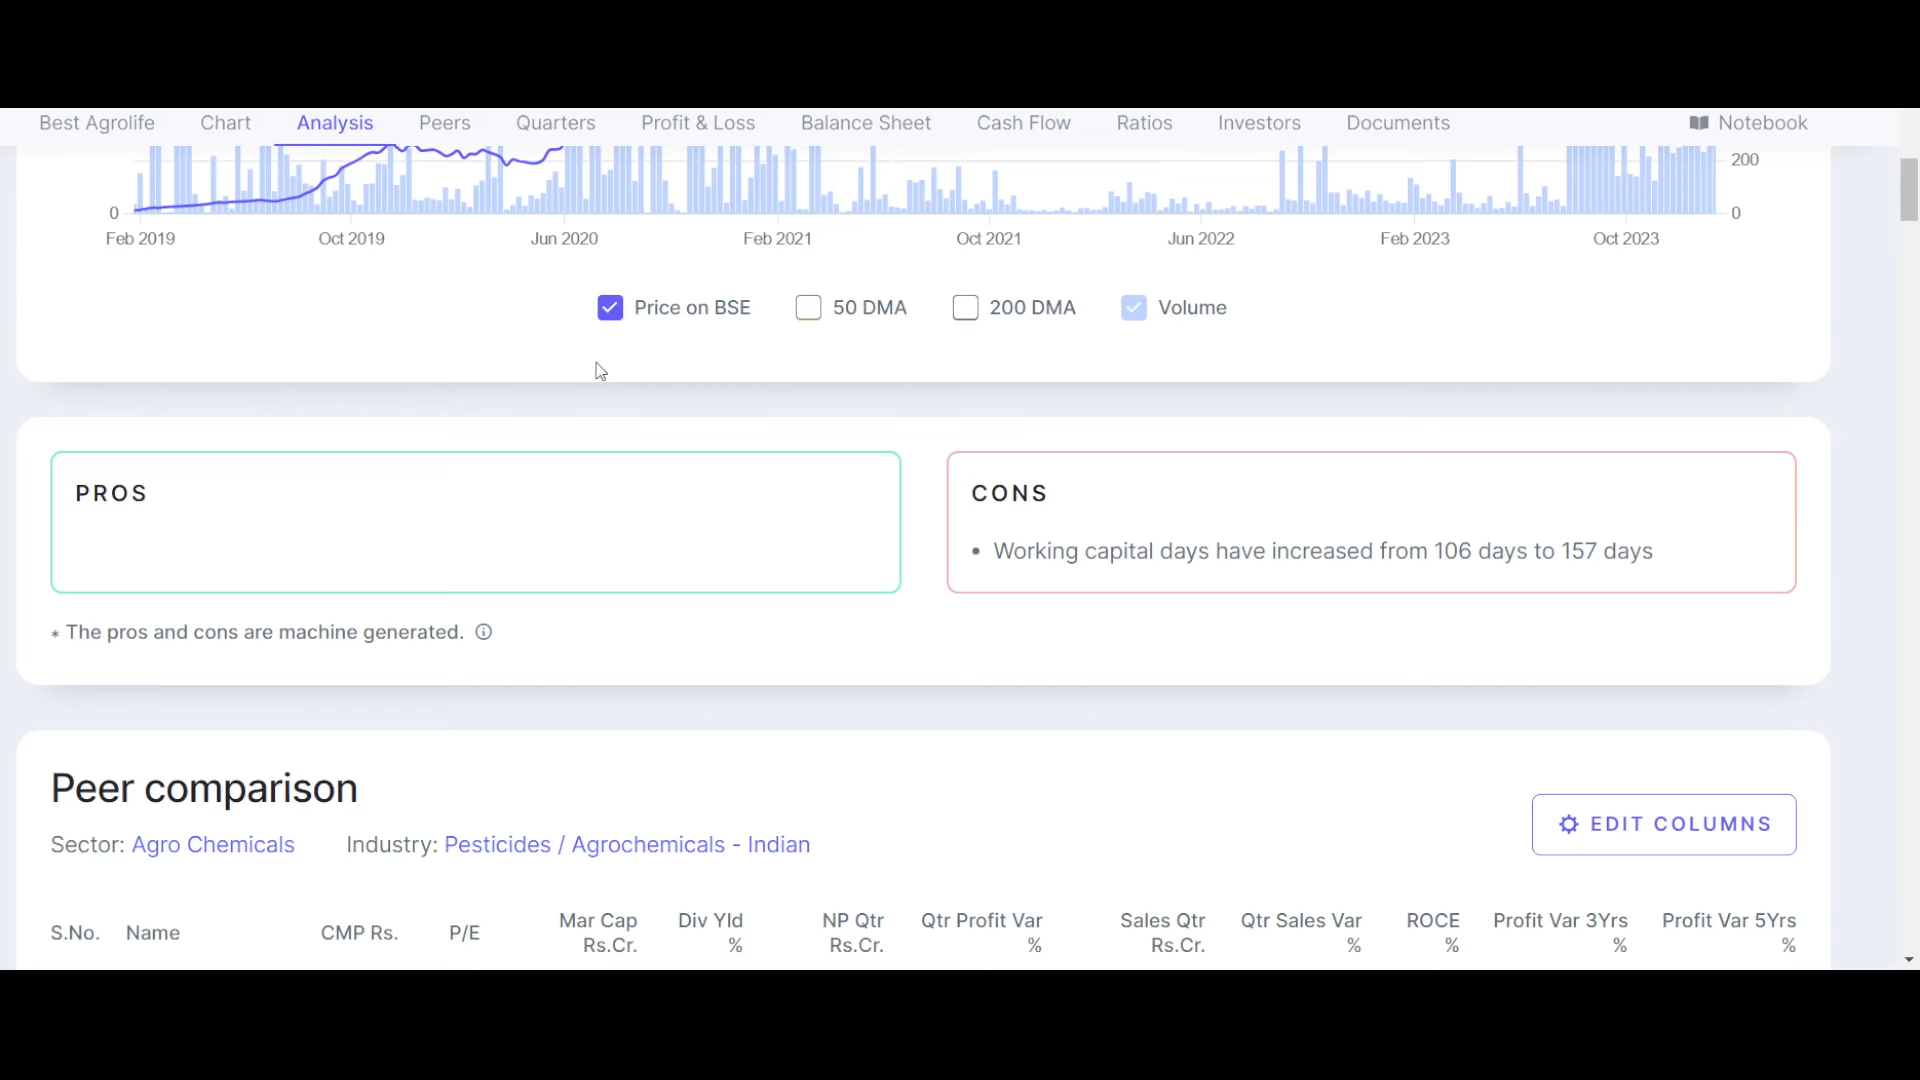 Best Agrolife Chart Analysis Peers Quarters Profit & Loss Balance Sheet Cash Flow Ratios Investors Documents Notebook
200
0 0
Feb 2019 Oct 2019 Jun 2020 Feb 2021 Oct 2021 Jun 2022 Feb 2023 Oct 2023
Price on BSE 50 DMA 200 DMA Volume
PROS CONS
• Working capital days have increased from 106 days to 157 days
* The pros and cons are machine generated.
Peer comparison
EDIT COLUMNS
Sector: Agro Chemicals Industry: Pesticides / Agrochemicals - Indian
S.No. Name CMP Rs. P/E Mar Cap Div Yld NP Qtr Qtr Profit Var Sales Qtr Qtr Sales Var ROCE Profit Var 3Yrs Profit Var 5Yrs
Rs.Cr. % Rs.Cr. % Rs.Cr. % % % %